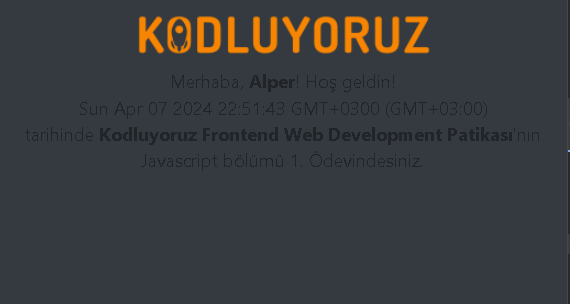 KODLUYORUZ
Merhaba, Alper! Hoş geldin!
Sun Apr 07 2024 22:51:43 GMT+0300 (GMT+03:00)
tarihinde Kodluyoruz Frontend Web Development Patikası'nın
Javascript bölümü 1. Ödevindesiniz.